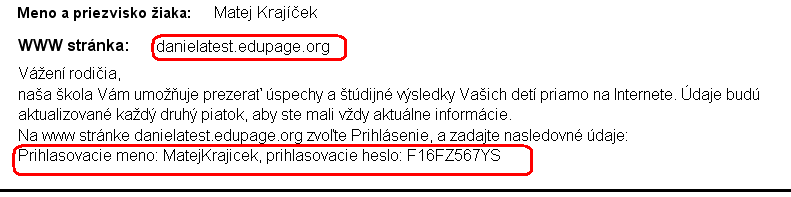 Meno a priezvisko žiaka: Matej Krajíček
WWW stránka: danielatest.edupage.org
Vážení rodičia,
naša škola Vám umožňuje prezerať úspechy a štúdijné výsledky Vašich detí priamo na Internete. Údaje budú
aktualizované každý druhý piatok, aby ste mali vždy aktuálne informácie.
Na www stránke danielatest.edupage.org zvoľte Prihlásenie, a zadajte nasledovné údaje:
Prihlasovacie meno: MatejKrajicek, prihlasovacie heslo: F16FZ567YS